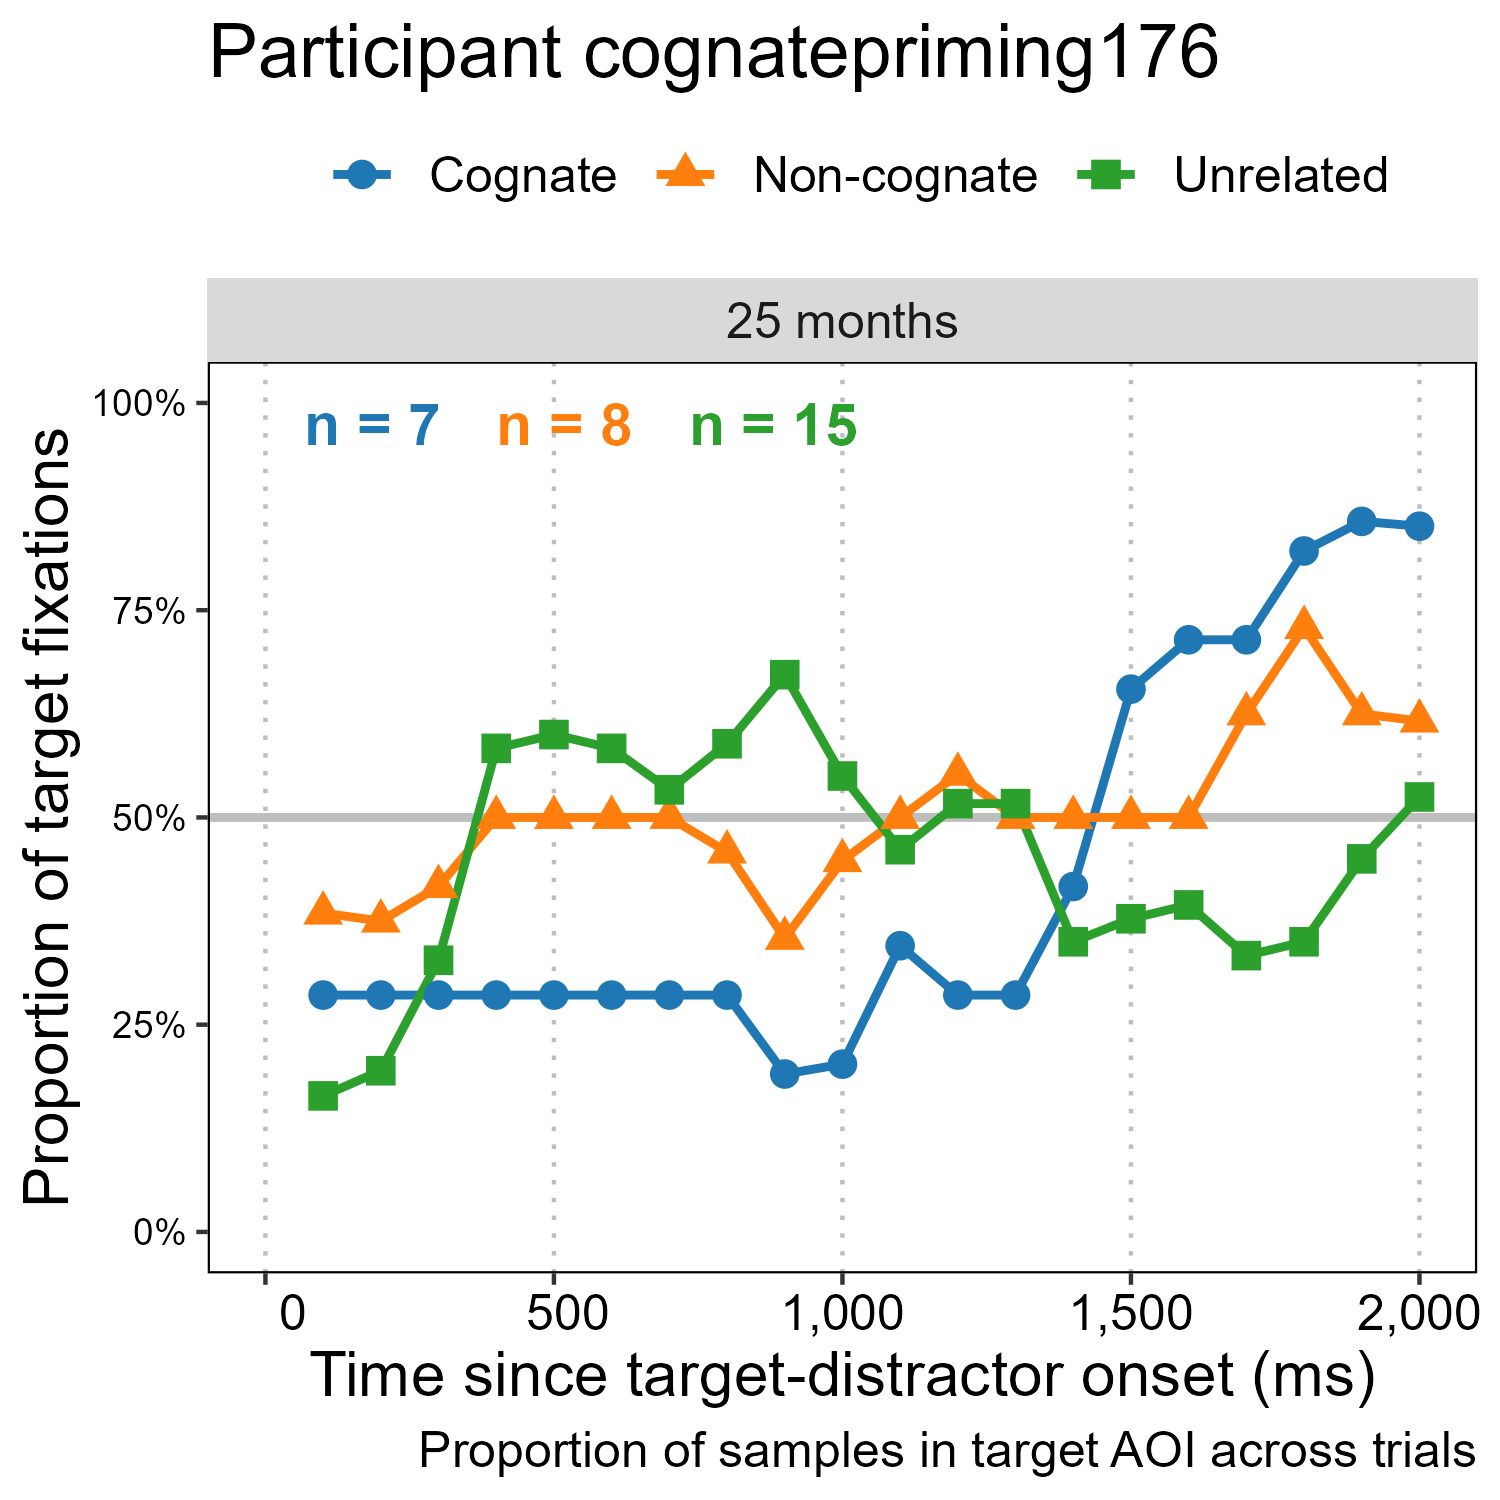 Participant cognatepriming176
Cognate Non-cognate Unrelated
25 months
n = 7 n = 8 n = 15
100%
75%
50%
25%
0%
Proportion of target fixations
0 500 1,000 1,500 2,000
Time since target-distractor onset (ms)
Proportion of samples in target AOI across trials